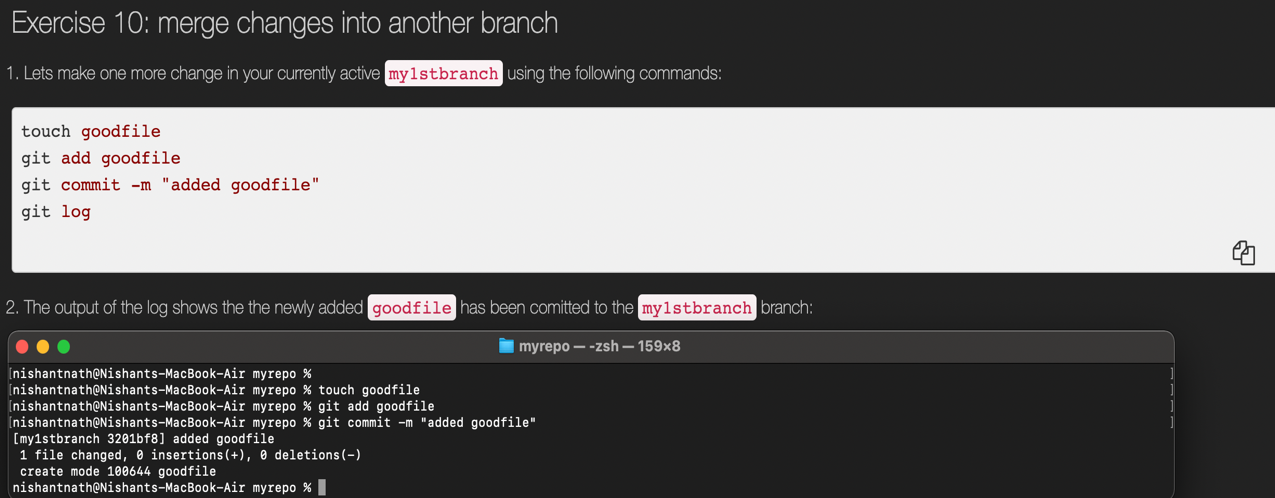 Exercise 10: merge changes into another branch
1. Lets make one more change in your currently active my1stbranch using the following commands:
touch goodfile
git add goodfile
git commit -m "added goodfile"
git log
2. The output of the log shows the the newly added goodfile has been comitted to the my1stbranch branch:
myrepo — -zsh — 159×8
[nishantnath@Nishants-MacBook-Air myrepo % ]
[nishantnath@Nishants-MacBook-Air myrepo % touch goodfile ]
[nishantnath@Nishants-MacBook-Air myrepo % git add goodfile ]
[nishantnath@Nishants-MacBook-Air myrepo % git commit -m "added goodfile" ]
[my1stbranch 3201bf8] added goodfile
1 file changed, 0 insertions(+), 0 deletions(-)
create mode 100644 goodfile
nishantnath@Nishants-MacBook-Air myrepo %